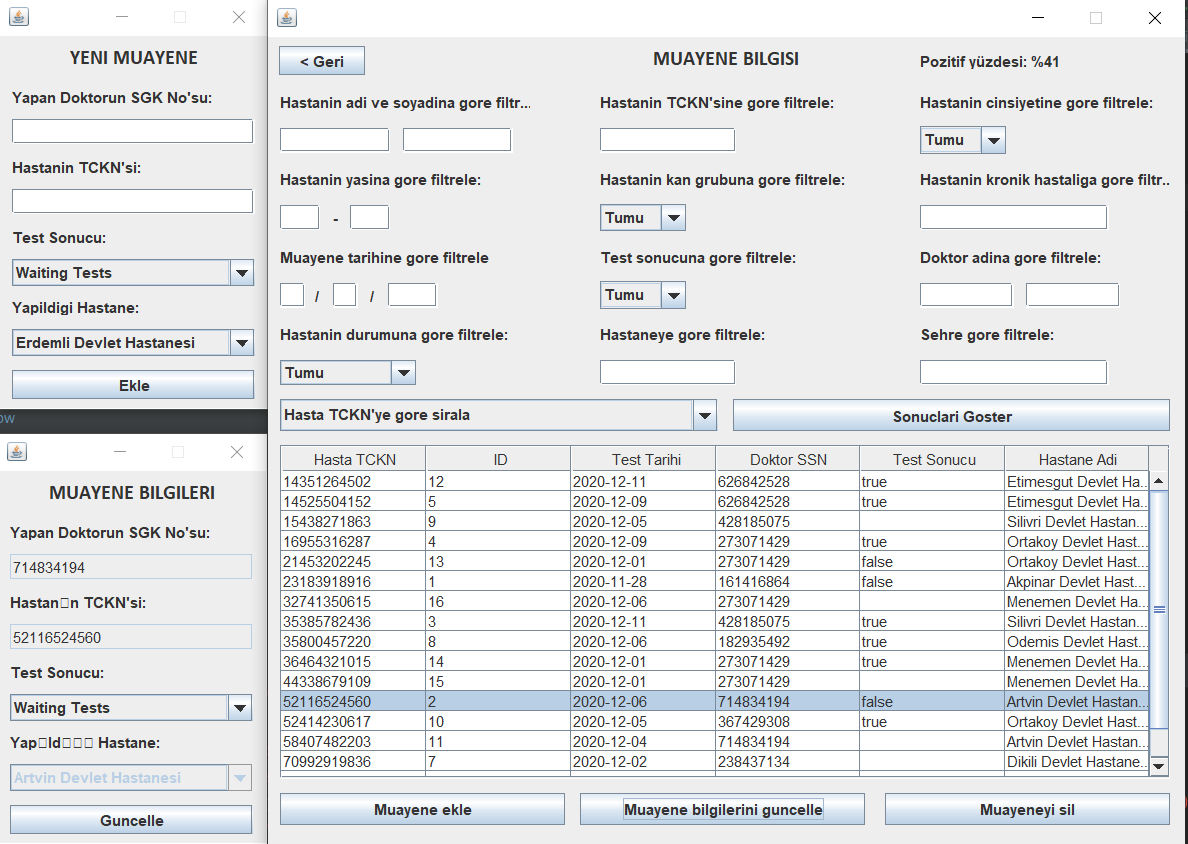 YENI MUAYENE
Yapan Doktorun SGK No'su:
Hastanin TCKN'si:
Test Sonucu:
Waiting Tests
Yapildigi Hastane:
Erdemli Devlet Hastanesi
Ekle
ow
MUAYENE BILGILERI
Yapan Doktorun SGK No'su:
714834194
Hastan□n TCKN'si:
52116524560
Test Sonucu:
Waiting Tests
Yap□ld□□□ Hastane:
Artvin Devlet Hastanesi
Guncelle
< Geri
MUAYENE BILGISI
Pozitif yüzdesi: %41
Hastanin adi ve soyadina gore filtr...
Hastanin TCKN'sine gore filtrele:
Hastanin cinsiyetine gore filtrele:
Tumu
Hastanin yasina gore filtrele:
Hastanin kan grubuna gore filtrele:
Hastanin kronik hastaliga gore filtr..
-
Tumu
Muayene tarihine gore filtrele
Test sonucuna gore filtrele:
Doktor adina gore filtrele:
/ /
Tumu
Hastanin durumuna gore filtrele:
Hastaneye gore filtrele:
Sehre gore filtrele:
Tumu
Hasta TCKN'ye gore sirala
Sonuclari Goster
Hasta TCKN ID Test Tarihi Doktor SSN Test Sonucu Hastane Adi
14351264502 12 2020-12-11 626842528 true Etimesgut Devlet Ha...
14525504152 5 2020-12-09 626842528 true Etimesgut Devlet Ha...
15438271863 9 2020-12-05 428185075 Silivri Devlet Hastan...
16955316287 4 2020-12-09 273071429 true Ortakoy Devlet Hast...
21453202245 13 2020-12-01 273071429 false Ortakoy Devlet Hast...
23183918916 1 2020-11-28 161416864 false Akpinar Devlet Hast...
32741350615 16 2020-12-06 273071429 Menemen Devlet Ha...
35385782436 3 2020-12-11 428185075 true Silivri Devlet Hastan...
35800457220 8 2020-12-06 182935492 true Odemis Devlet Hast...
36464321015 14 2020-12-01 273071429 true Menemen Devlet Ha...
44338679109 15 2020-12-01 273071429 Menemen Devlet Ha...
52116524560 2 2020-12-06 714834194 false Artvin Devlet Hastan...
52414230617 10 2020-12-05 367429308 true Ortakoy Devlet Hast...
58407482203 11 2020-12-04 714834194 Artvin Devlet Hastan...
70992919836 7 2020-12-02 238437134 Dikili Devlet Hastane...
Muayene ekle
Muayene bilgilerini guncelle
Muayeneyi sil